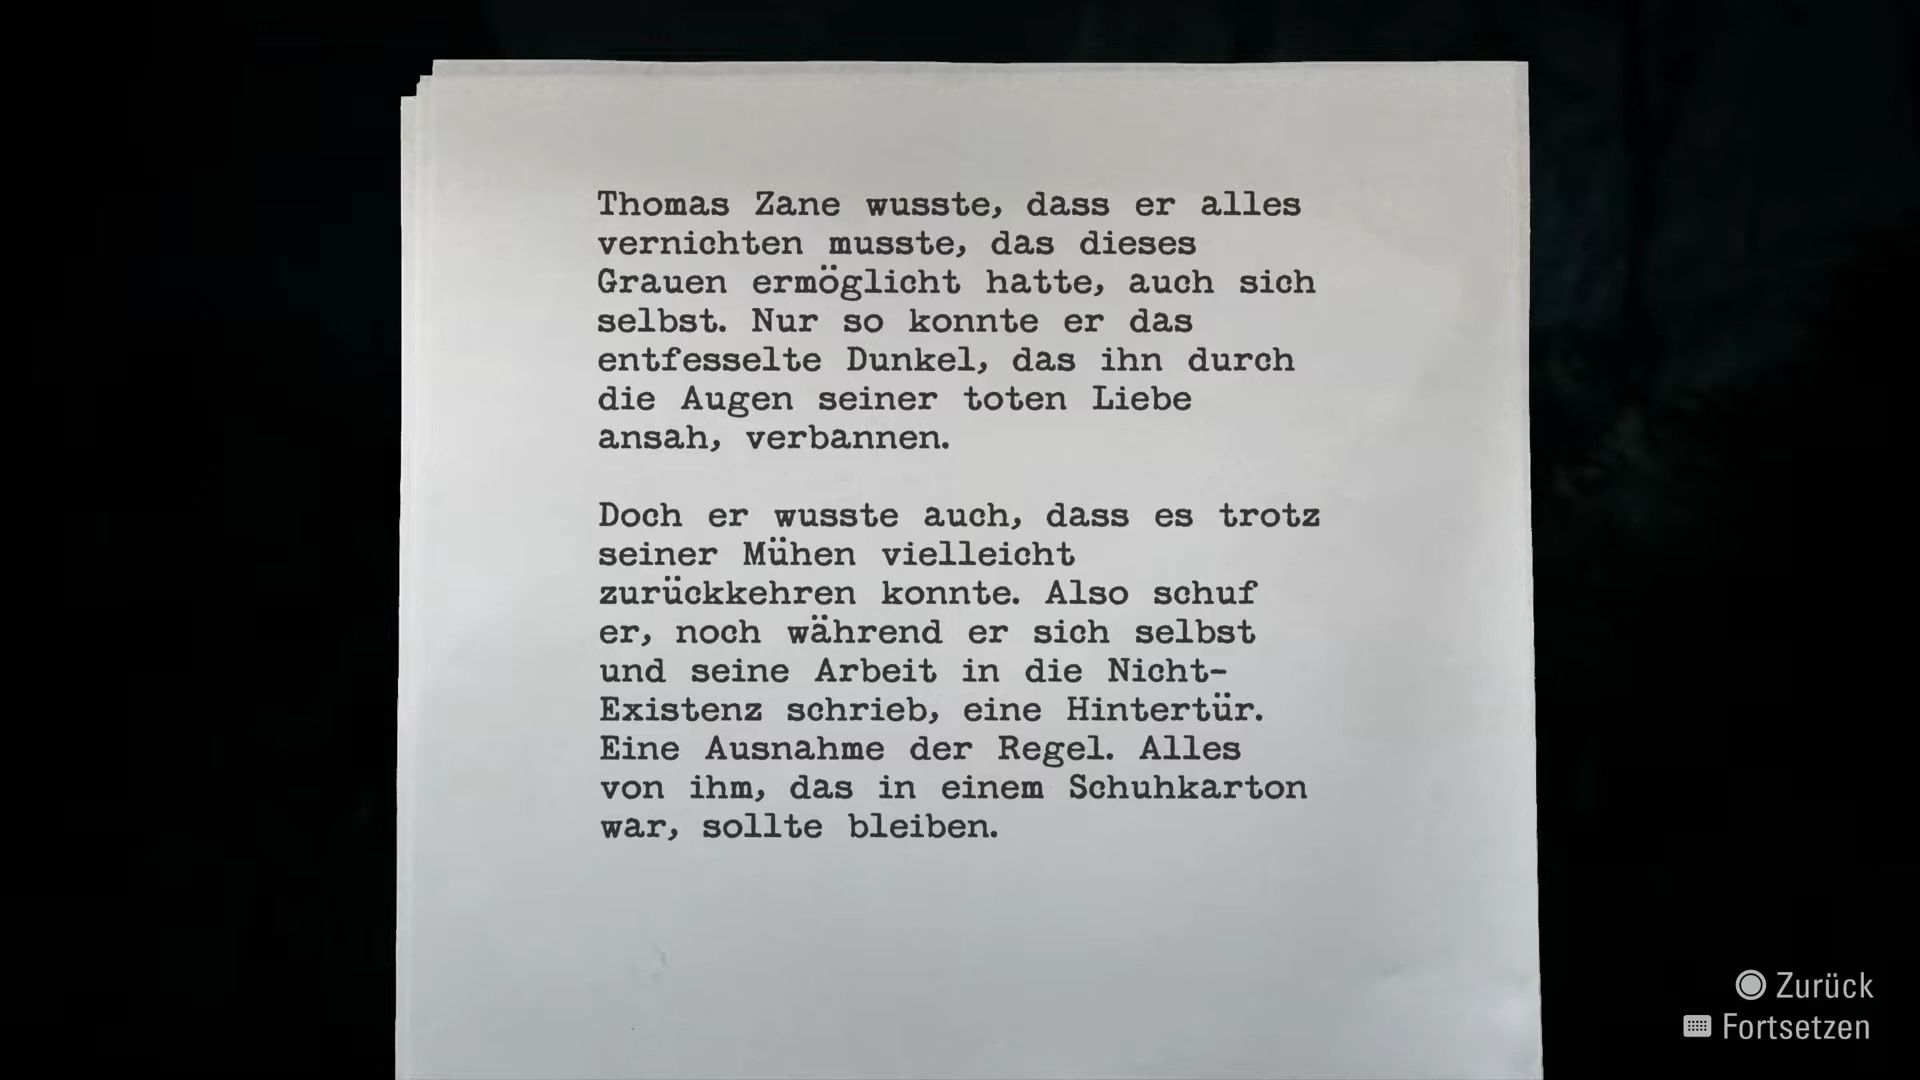 Thomas Zane wusste, dass er alles
vernichten musste, das dieses
Grauen ermöglicht hatte, auch sich
selbst. Nur so konnte er das
entfesselte Dunkel, das ihn durch
die Augen seiner toten Liebe
ansah, verbannen.
Doch er wusste auch, dass es trotz
seiner Mühen vielleicht
zurückkehren konnte. Also schuf
er, noch während er sich selbst
und seine Arbeit in die Nicht-
Existenz schrieb, eine Hintertür.
Eine Ausnahme der Regel. Alles
von ihm, das in einem Schuhkarton
war, sollte bleiben.
Zurück
Fortsetzen